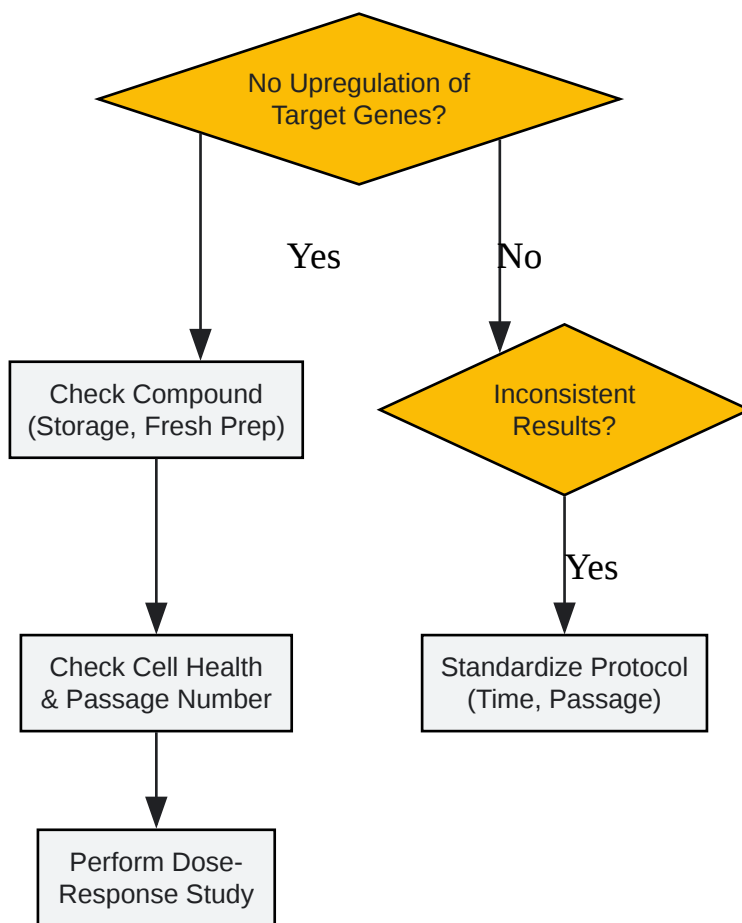 No Upregulation of
Target Genes?
Yes
No
Check Compound
(Storage, Fresh Prep)
Inconsistent
Results?
Yes
Check Cell Health
& Passage Number
Standardize Protocol
(Time, Passage)
Perform Dose-
Response Study